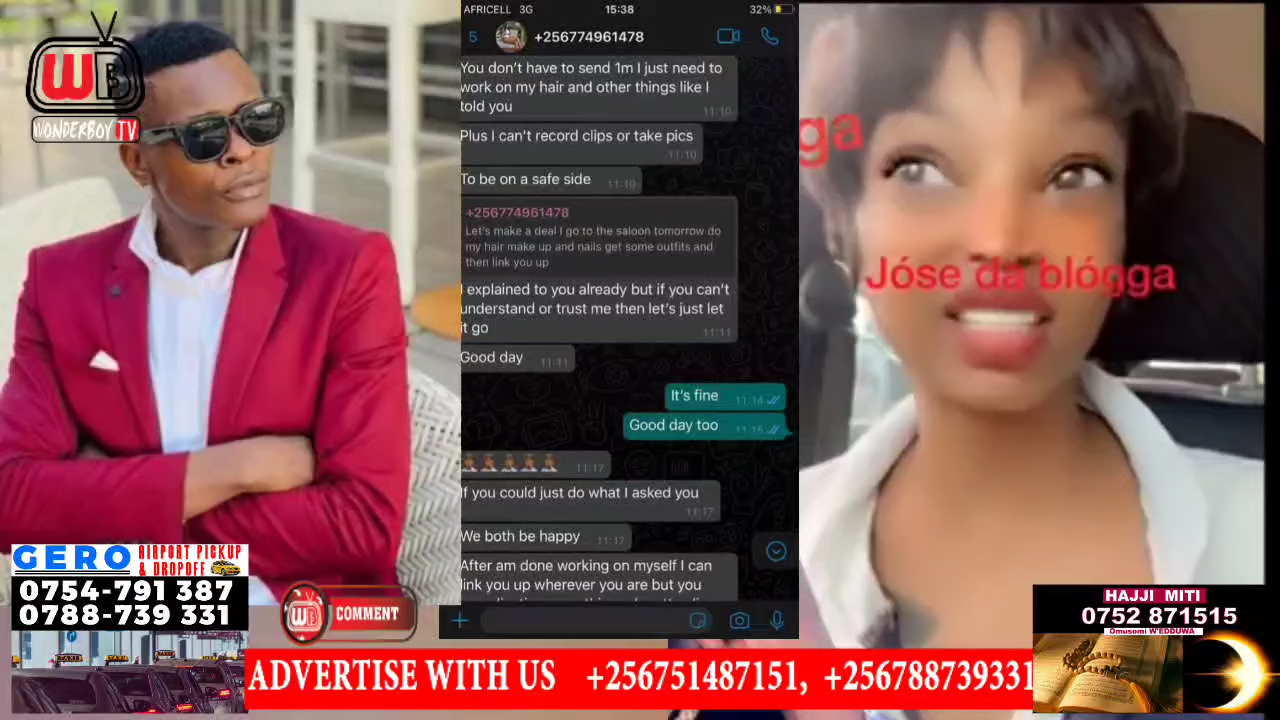 WB
WONDERBOY TV
AFRICELL 3G 15:38 32%
5 +256774961478
You don't have to send 1m I just need to
work on my hair and other things like I
told you
11:10
Plus I can't record clips or take pics
11:10
To be on a safe side 11:10
+256774961478
Let's make a deal I go to the saloon tomorrow do
my hair make up and nails get some outfits and
then link you up
I explained to you already but if you can't
understand or trust me then let's just let
it go
11:11
Good day 11:11
It's fine 11:14
Good day too 11:15
11:17
If you could just do what I asked you
11:17
We both be happy 11:17
After am done working on myself I can
link you up wherever you are but you
ga
Jóse da blógga
GERO AIRPORT PICKUP
& DROPOFF
0754-791 387
0788-739 331
WB COMMENT
HAJJI MITI
0752 871515
Omusomi W'EDDUWA
ADVERTISE WITH US +256751487151, +256788739331